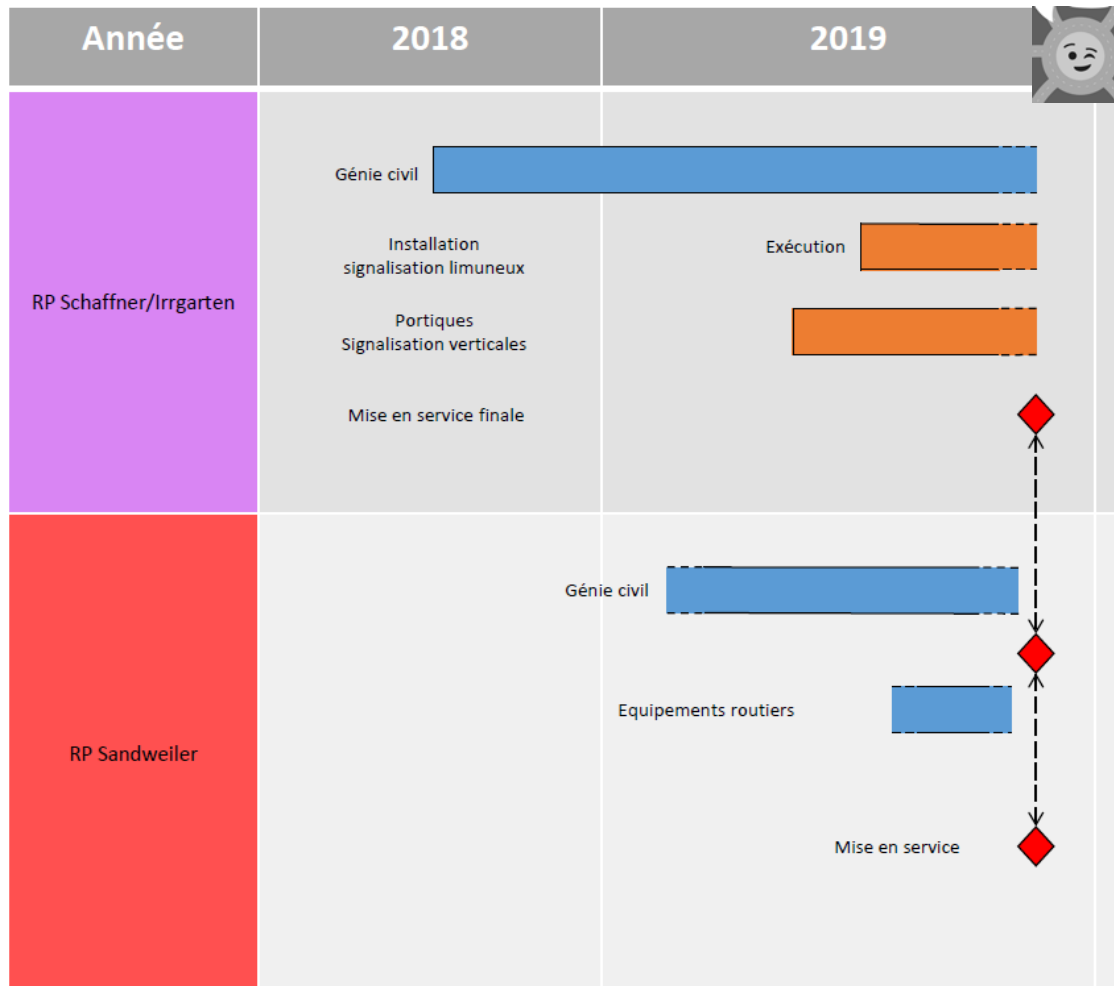 Année
2018
2019
RP Schaffner/Irrgarten
Génie civil
Installation
signalisation limuneux
Exécution
Portiques
Signalisation verticales
Mise en service finale
RP Sandweiler
Génie civil
Equipements routiers
Mise en service